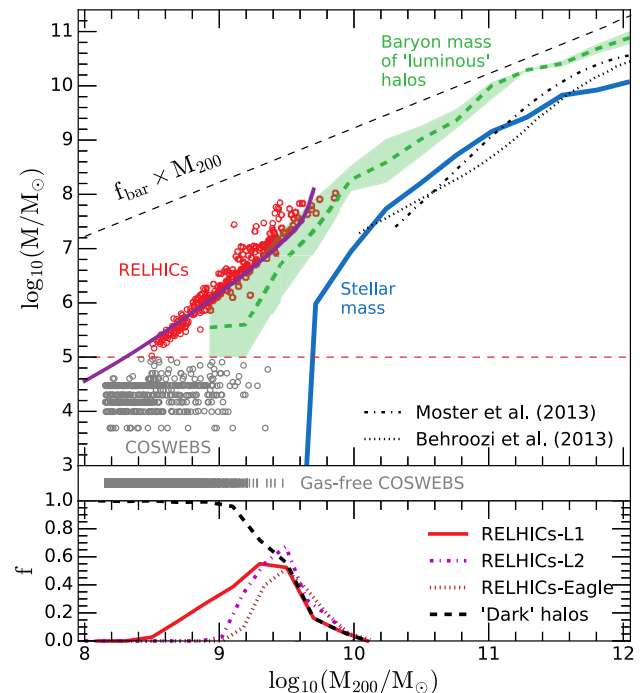 11
10
9
8
7
6
5
4
3
log₁₀(M/M⊙)
Baryon mass
of 'luminous'
halos
f_bar × M₂₀₀
RELHICs
Stellar
mass
Moster et al. (2013)
Behroozi et al. (2013)
COSWEBS
Gas-free COSWEBS
1.0
0.8
0.6
0.4
0.2
0.0
f
RELHICs-L1
RELHICs-L2
RELHICs-Eagle
'Dark' halos
8 9 10 11 12
log₁₀(M₂₀₀/M⊙)